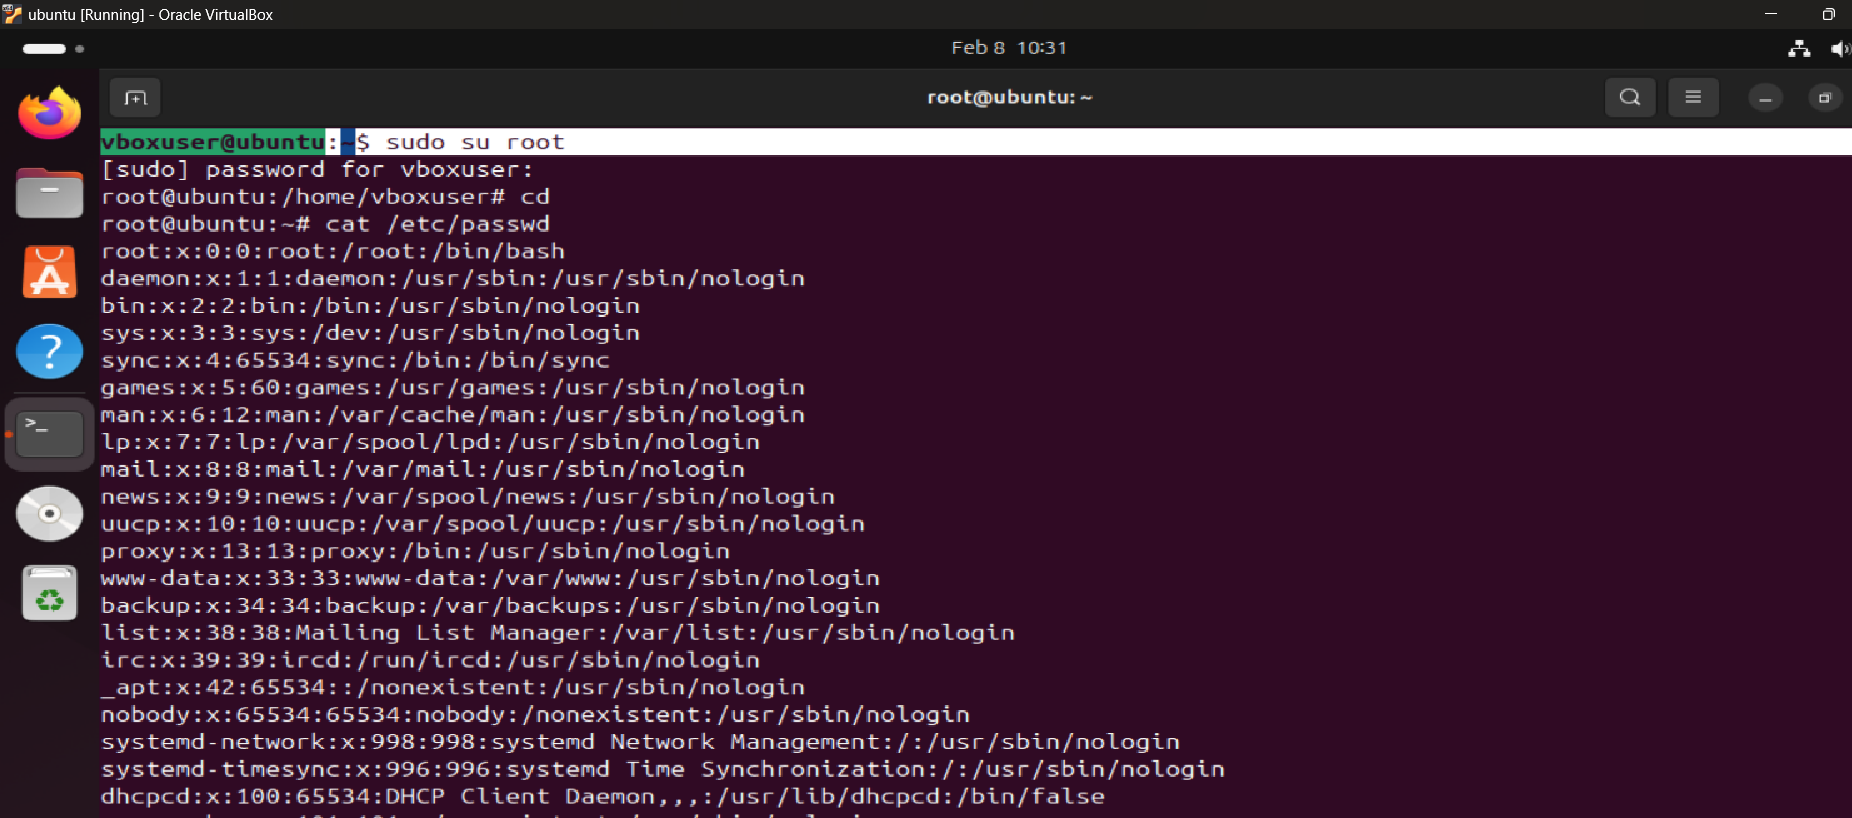 ubuntu [Running] - Oracle VirtualBox
Feb 8 10:31
root@ubuntu: ~
vboxuser@ubuntu:~$ sudo su root
[sudo] password for vboxuser:
root@ubuntu:/home/vboxuser# cd
root@ubuntu:~# cat /etc/passwd
root:x:0:0:root:/root:/bin/bash
daemon:x:1:1:daemon:/usr/sbin:/usr/sbin/nologin
bin:x:2:2:bin:/bin:/usr/sbin/nologin
sys:x:3:3:sys:/dev:/usr/sbin/nologin
sync:x:4:65534:sync:/bin:/bin/sync
games:x:5:60:games:/usr/games:/usr/sbin/nologin
man:x:6:12:man:/var/cache/man:/usr/sbin/nologin
lp:x:7:7:lp:/var/spool/lpd:/usr/sbin/nologin
mail:x:8:8:mail:/var/mail:/usr/sbin/nologin
news:x:9:9:news:/var/spool/news:/usr/sbin/nologin
uucp:x:10:10:uucp:/var/spool/uucp:/usr/sbin/nologin
proxy:x:13:13:proxy:/bin:/usr/sbin/nologin
www-data:x:33:33:www-data:/var/www:/usr/sbin/nologin
backup:x:34:34:backup:/var/backups:/usr/sbin/nologin
list:x:38:38:Mailing List Manager:/var/list:/usr/sbin/nologin
irc:x:39:39:ircd:/run/ircd:/usr/sbin/nologin
_apt:x:42:65534::/nonexistent:/usr/sbin/nologin
nobody:x:65534:65534:nobody:/nonexistent:/usr/sbin/nologin
systemd-network:x:998:998:systemd Network Management:/:/usr/sbin/nologin
systemd-timesync:x:996:996:systemd Time Synchronization:/:/usr/sbin/nologin
dhcpcd:x:100:65534:DHCP Client Daemon,,,:/usr/lib/dhcpcd:/bin/false